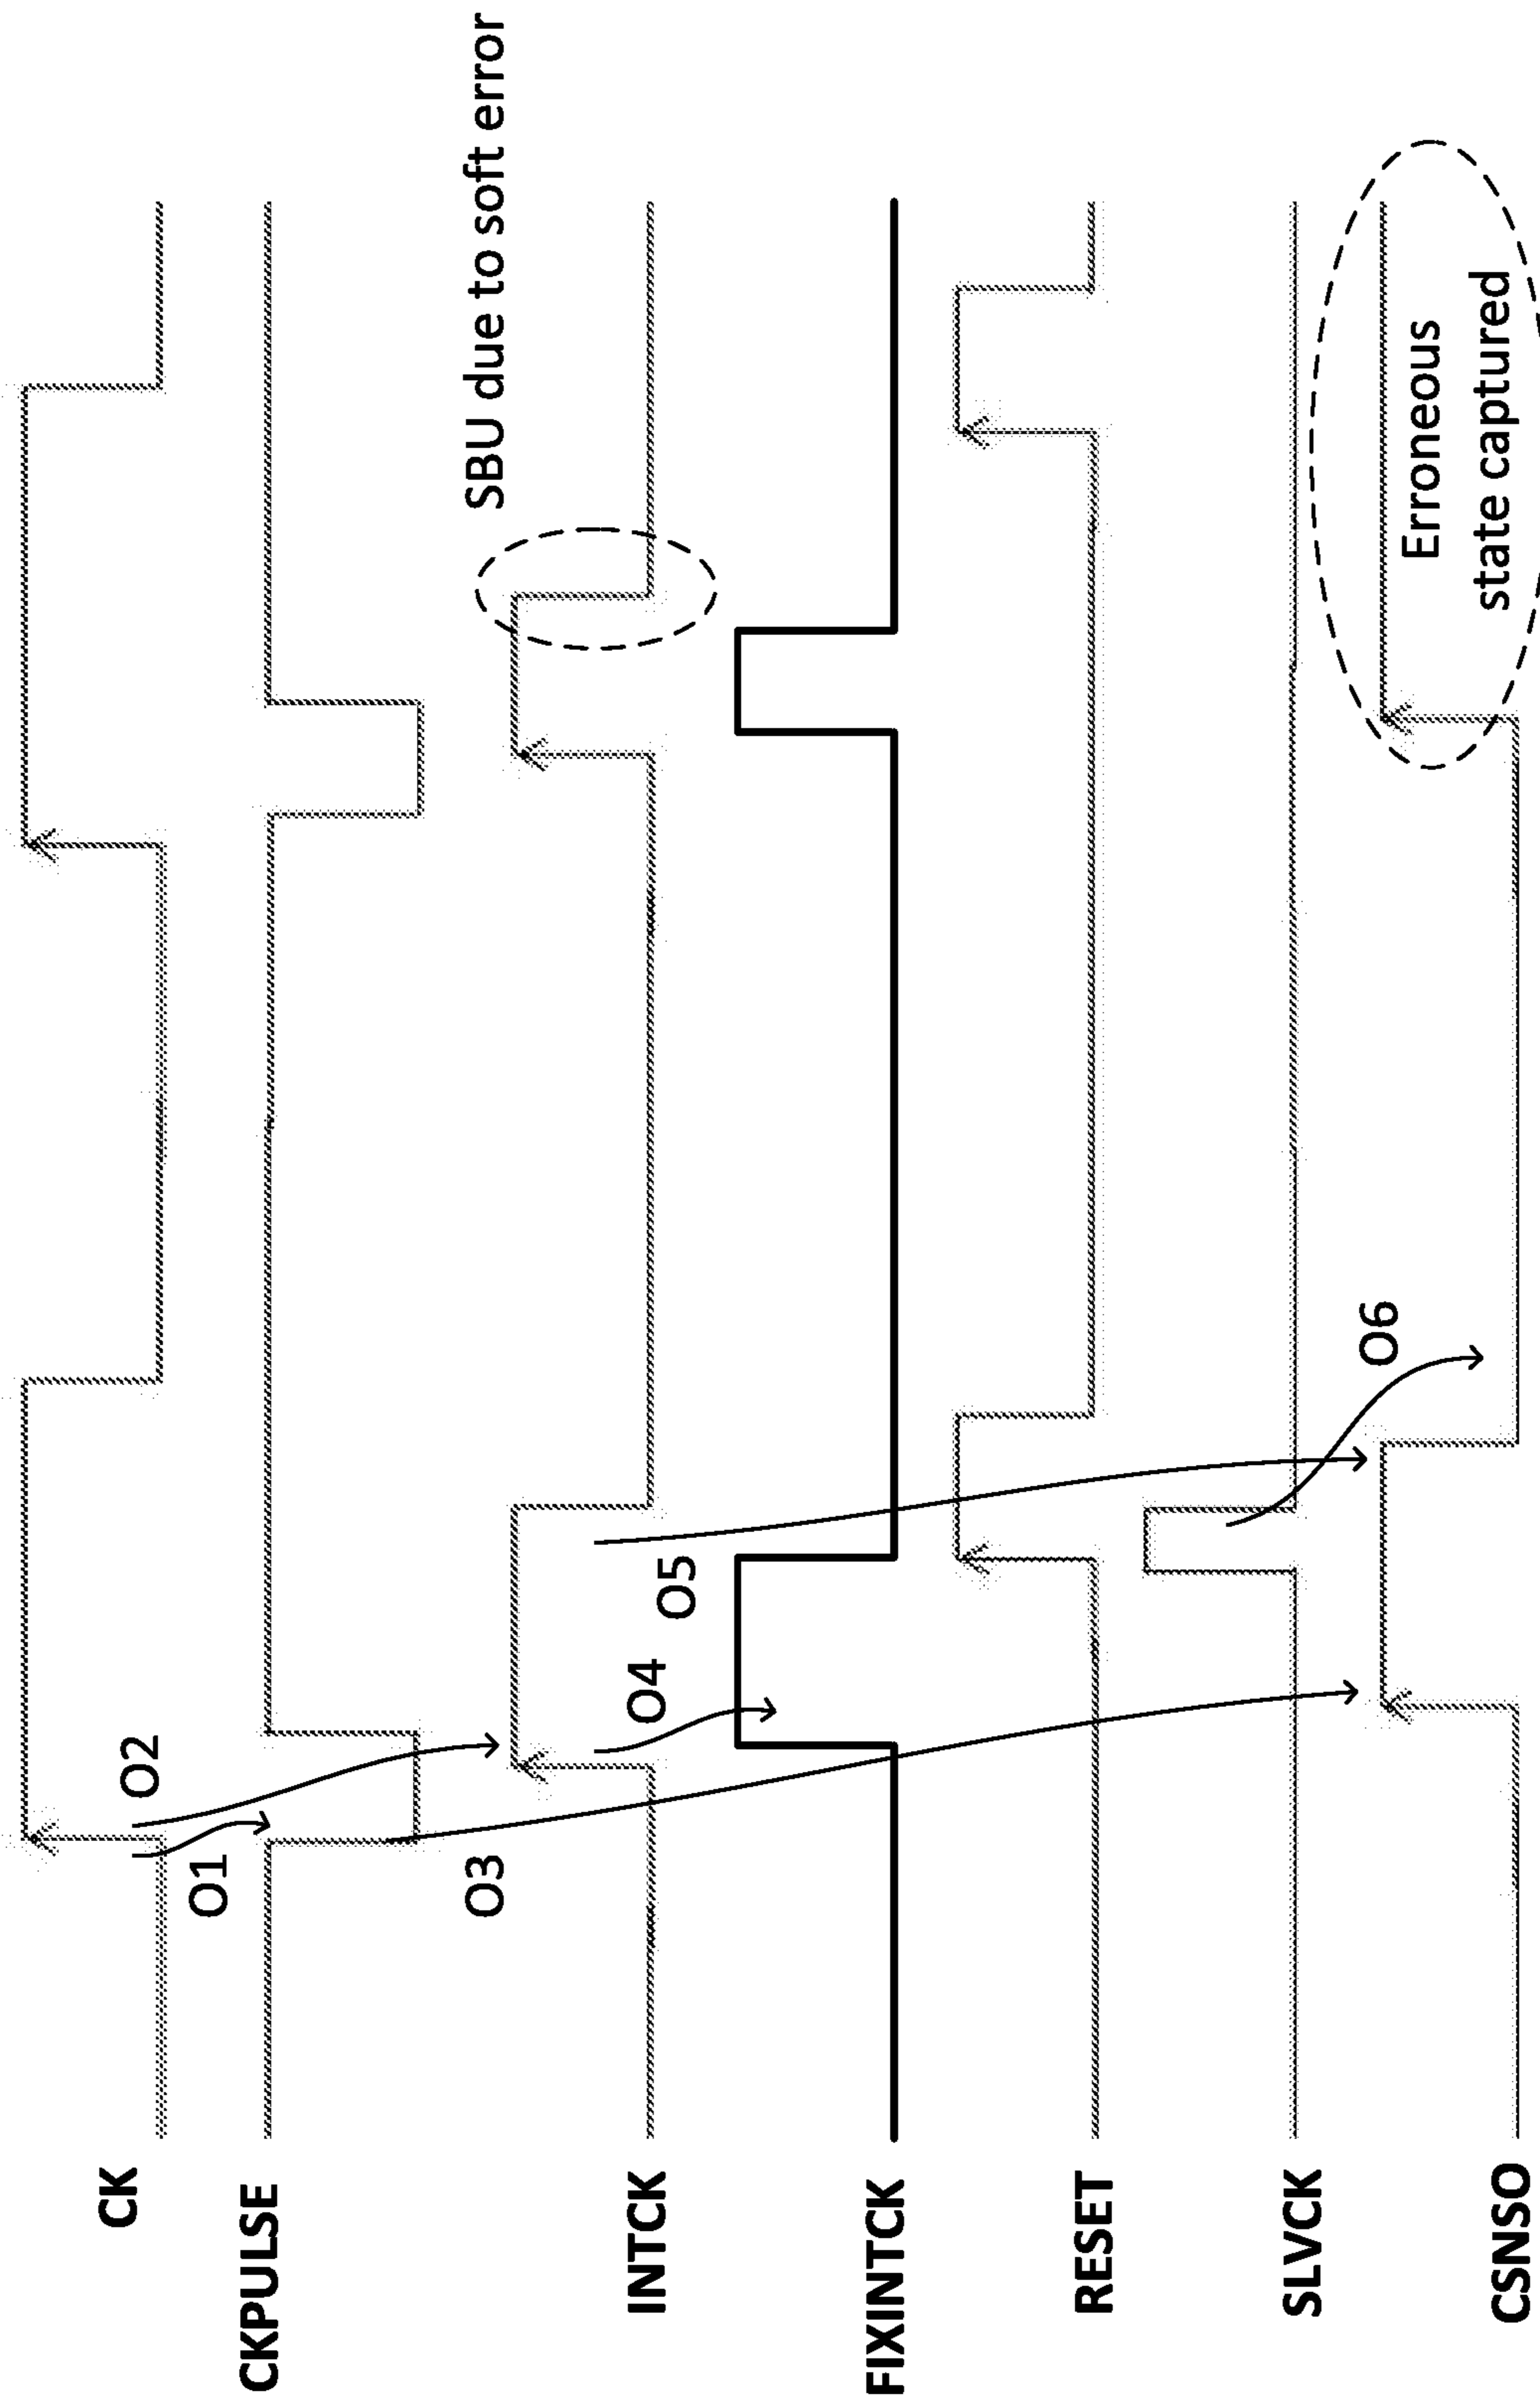 CK
CKPULSE
INTCK
FIXINTCK
RESET
SLVCK
CSNSO
O1
O2
O3
O4
O5
O6
SBU due to soft error
Erroneous
state captured